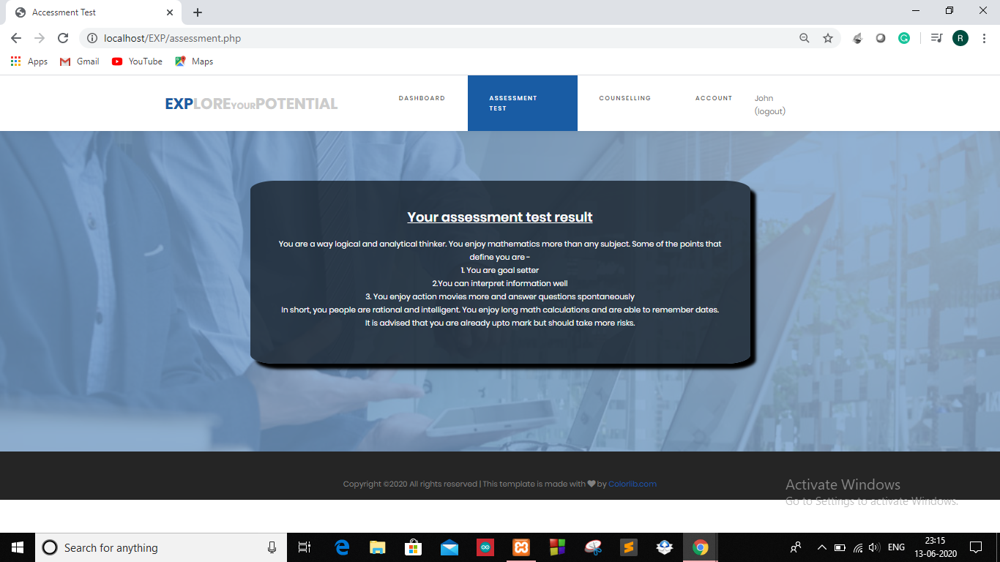 Accessment Test
localhost/EXP/assessment.php
R
Apps Gmail YouTube Maps
EXPLOREYOURPOTENTIAL
DASHBOARD
ASSESSMENT
TEST
COUNSELLING
ACCOUNT
John
(logout)
Your assessment test result
You are a way logical and analytical thinker. You enjoy mathematics more than any subject. Some of the points that
define you are -
1. You are goal setter
2.You can interpret information well
3. You enjoy action movies more and answer questions spontaneously
In short, you people are rational and intelligent. You enjoy long math calculations and are able to remember dates.
It is advised that you are already upto mark but should take more risks.
Copyright ©2020 All rights reserved | This template is made with ♥ by Colorlib.com
Activate Windows
Go to Settings to activate Windows.
Search for anything
ENG
23:15
13-06-2020